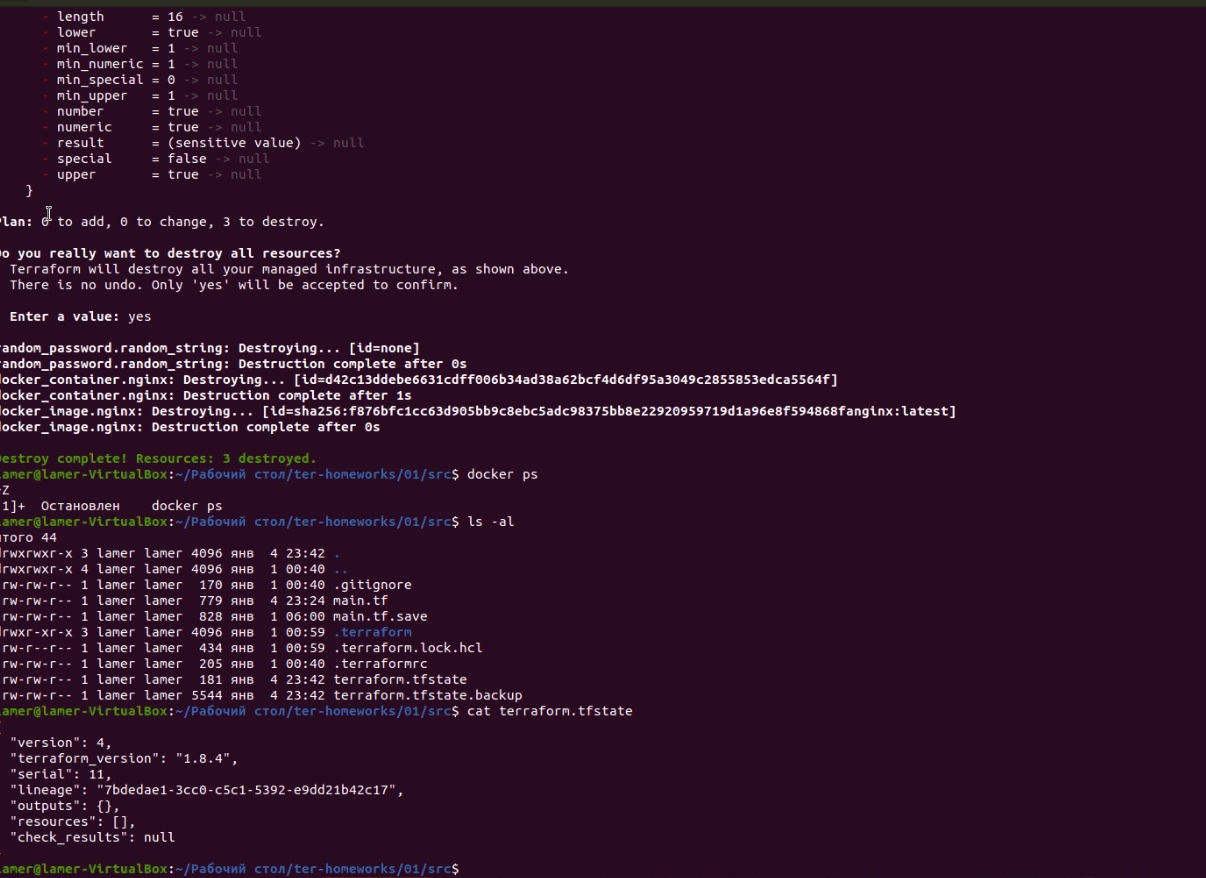 - length      = 16 -> null
- lower       = true -> null
- min_lower   = 1 -> null
- min_numeric = 1 -> null
- min_special = 0 -> null
- min_upper   = 1 -> null
- number      = true -> null
- numeric     = true -> null
- result      = (sensitive value) -> null
- special     = false -> null
- upper       = true -> null
}
lan: 0 to add, 0 to change, 3 to destroy.
o you really want to destroy all resources?
Terraform will destroy all your managed infrastructure, as shown above.
There is no undo. Only 'yes' will be accepted to confirm.
Enter a value: yes
andom_password.random_string: Destroying... [id=none]
andom_password.random_string: Destruction complete after 0s
ocker_container.nginx: Destroying... [id=d42c13ddebe6631cdff006b34ad38a62bcf4d6df95a3049c2855853edca5564f]
ocker_container.nginx: Destruction complete after 1s
ocker_image.nginx: Destroying... [id=sha256:f876bfc1cc63d905bb9c8ebc5adc98375bb8e22920959719d1a96e8f594868fanginx:latest]
ocker_image.nginx: Destruction complete after 0s
estroy complete! Resources: 3 destroyed.
amer@lamer-VirtualBox:~/Рабочий стол/ter-homeworks/01/src$ docker ps
Z
1]+  Остановлен    docker ps
amer@lamer-VirtualBox:~/Рабочий стол/ter-homeworks/01/src$ ls -al
того 44
rwxrwxr-x 3 lamer lamer 4096 янв  4 23:42 .
rwxrwxr-x 4 lamer lamer 4096 янв  1 00:40 ..
rw-rw-r-- 1 lamer lamer  170 янв  1 00:40 .gitignore
rw-rw-r-- 1 lamer lamer  779 янв  4 23:24 main.tf
rw-rw-r-- 1 lamer lamer  828 янв  1 06:00 main.tf.save
rwxr-xr-x 3 lamer lamer 4096 янв  1 00:59 .terraform
rw-r--r-- 1 lamer lamer  434 янв  1 00:59 .terraform.lock.hcl
rw-rw-r-- 1 lamer lamer  205 янв  1 00:40 .terraformrc
rw-rw-r-- 1 lamer lamer  181 янв  4 23:42 terraform.tfstate
rw-rw-r-- 1 lamer lamer 5544 янв  4 23:42 terraform.tfstate.backup
amer@lamer-VirtualBox:~/Рабочий стол/ter-homeworks/01/src$ cat terraform.tfstate
"version": 4,
"terraform_version": "1.8.4",
"serial": 11,
"lineage": "7bdedae1-3cc0-c5c1-5392-e9dd21b42c17",
"outputs": {},
"resources": [],
"check_results": null
amer@lamer-VirtualBox:~/Рабочий стол/ter-homeworks/01/src$